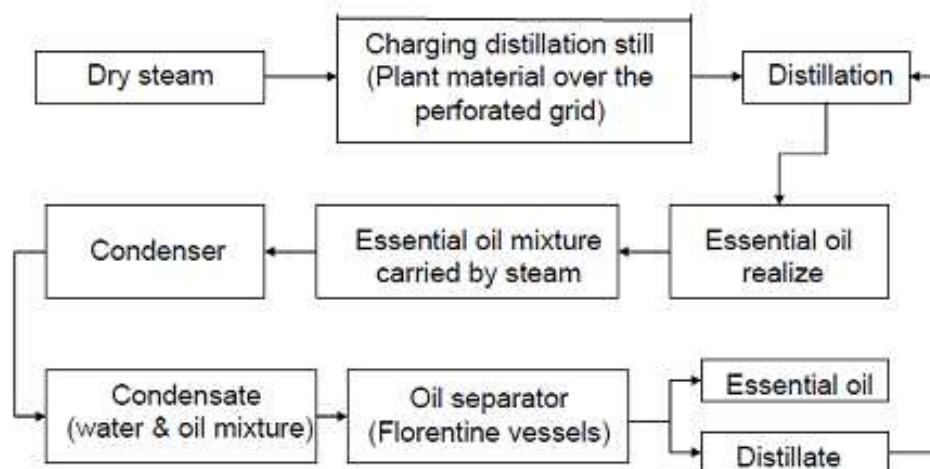 Dry steam
Charging distillation still
(Plant material over the
perforated grid)
Distillation
Condenser
Essential oil mixture
carried by steam
Essential oil
realize
Condensate
(water & oil mixture)
Oil separator
(Florentine vessels)
Essential oil
Distillate